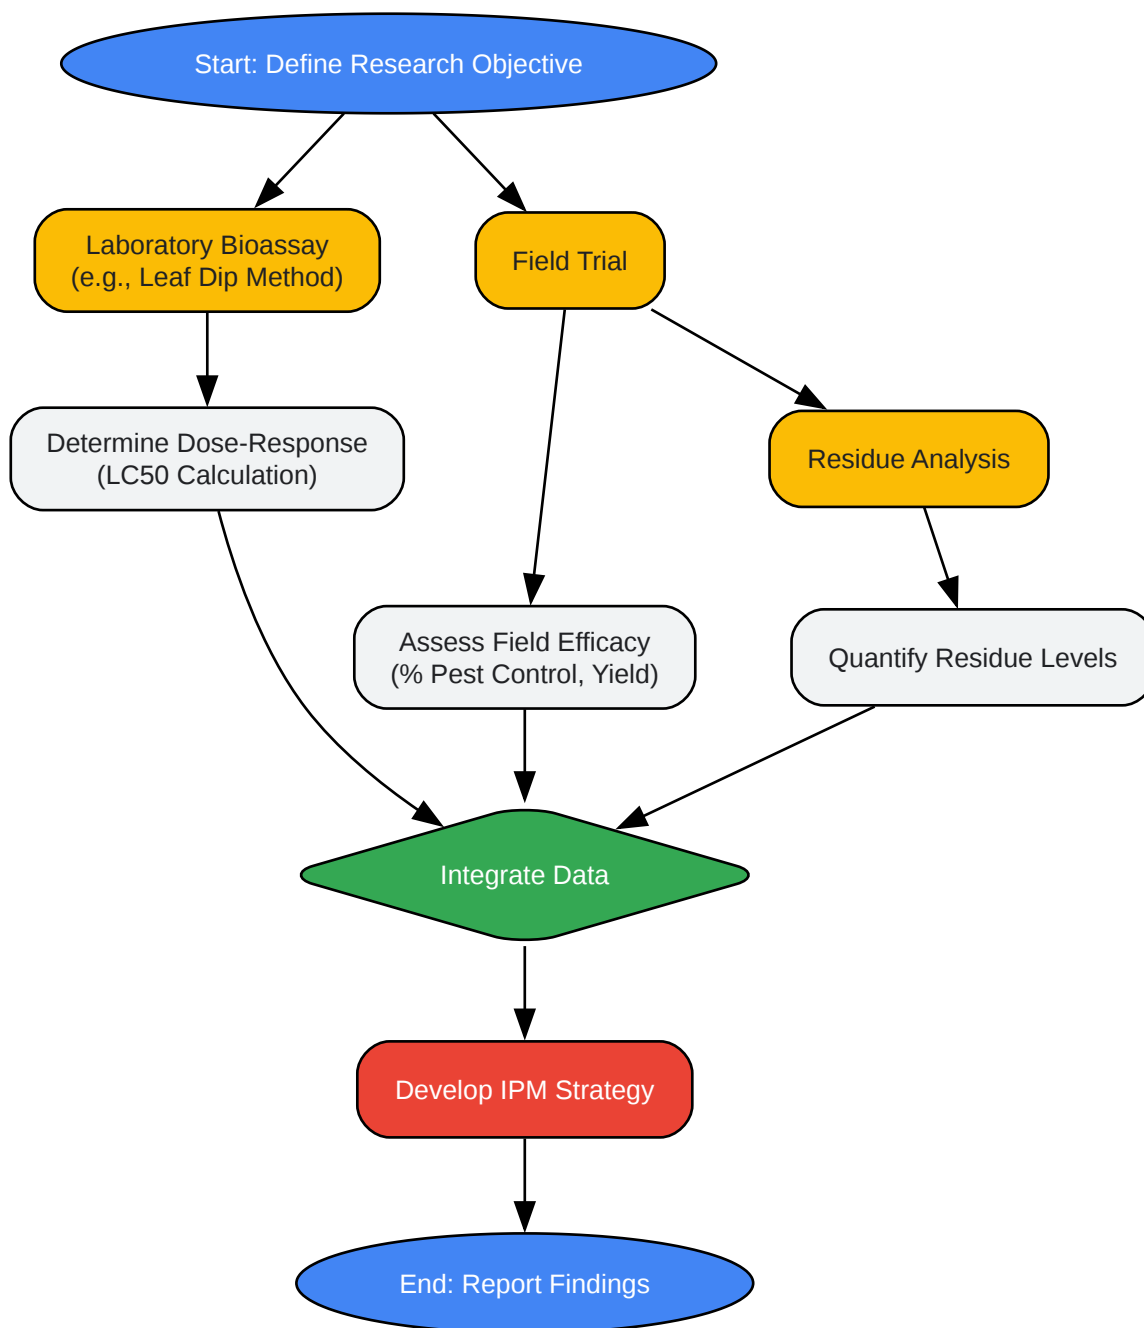 Start: Define Research Objective
Laboratory Bioassay
(e.g., Leaf Dip Method)
Field Trial
Determine Dose-Response
(LC50 Calculation)
Residue Analysis
Assess Field Efficacy
(% Pest Control, Yield)
Quantify Residue Levels
Integrate Data
Develop IPM Strategy
End: Report Findings